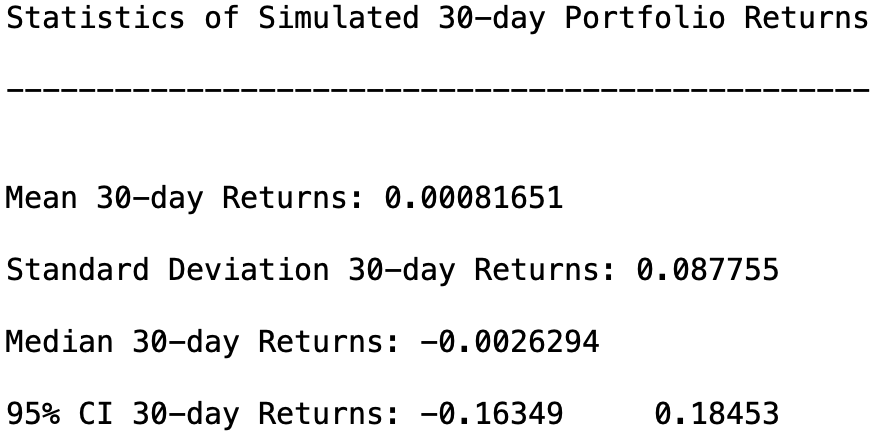 Statistics of Simulated 30-day Portfolio Returns
------------------------------------------------
Mean 30-day Returns: 0.00081651
Standard Deviation 30-day Returns: 0.087755
Median 30-day Returns: -0.0026294
95% CI 30-day Returns: -0.16349     0.18453